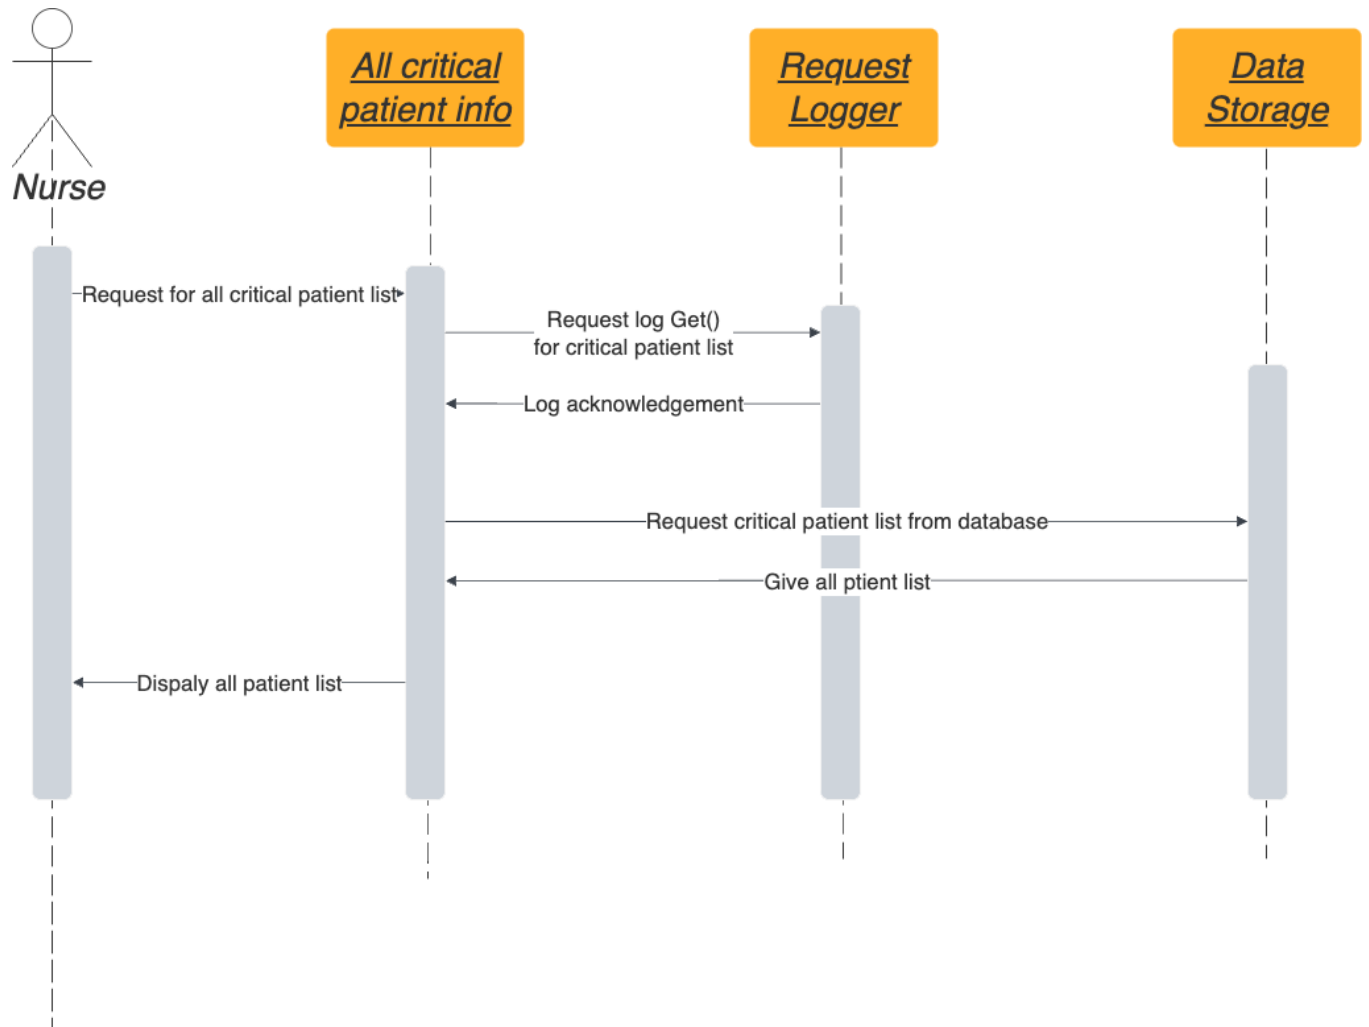 All critical
patient info
Request
Logger
Data
Storage
Nurse
Request for all critical patient list
Request log Get()
for critical patient list
Log acknowledgement
Request critical patient list from database
Give all ptient list
Dispaly all patient list